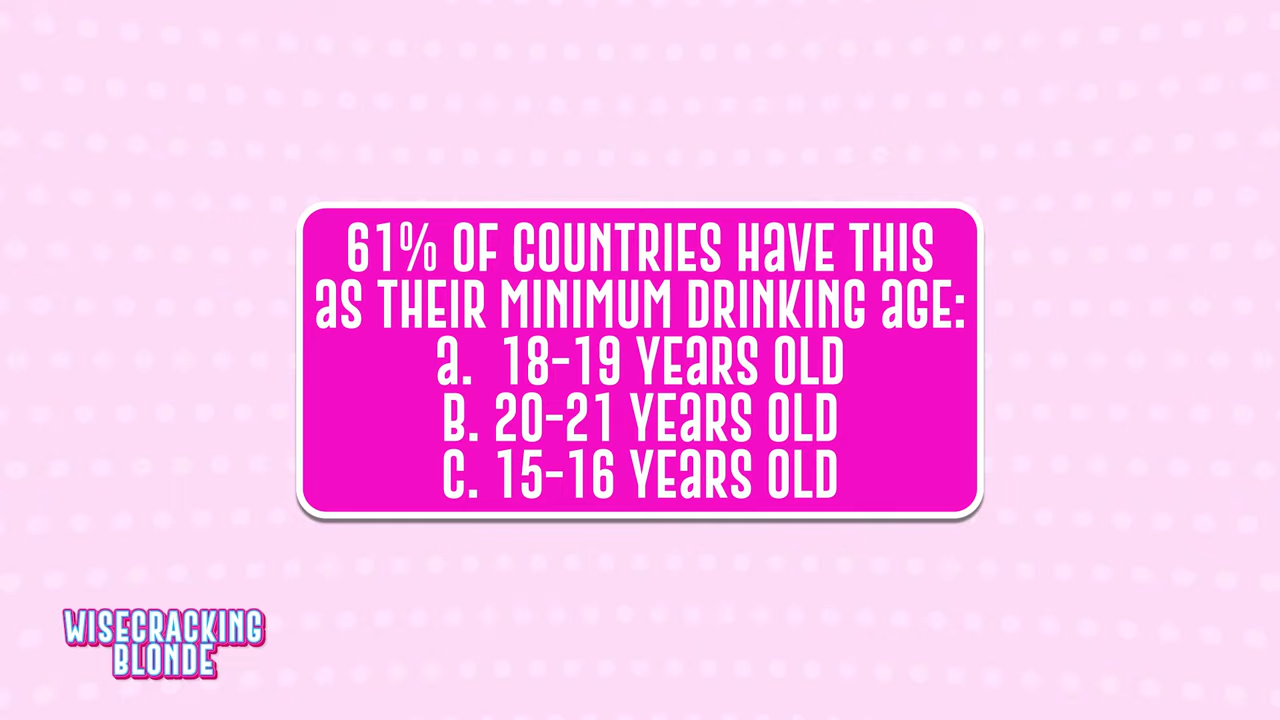 61% OF COUNTRIES HAVE THIS
AS THEIR MINIMUM DRINKING AGE:
A. 18-19 YEARS OLD
B. 20-21 YEARS OLD
C. 15-16 YEARS OLD
WISECRACKING
BLONDE